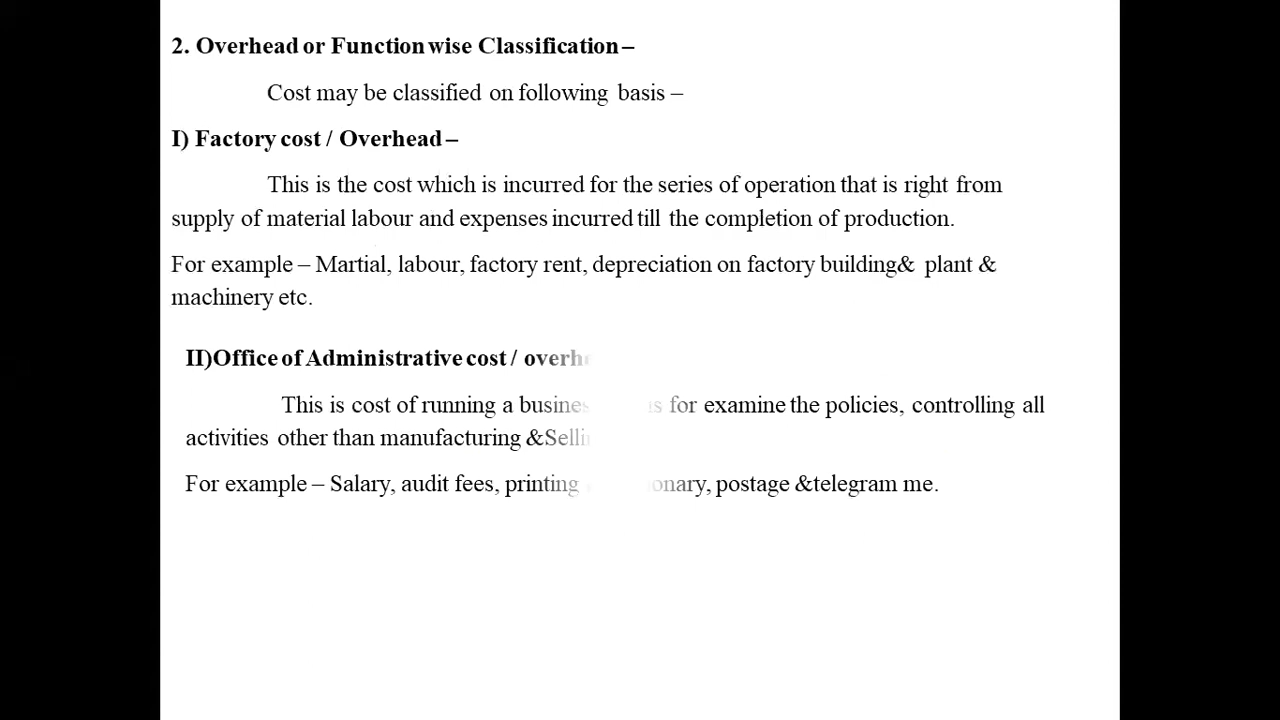 2. Overhead or Function wise Classification –
Cost may be classified on following basis –
I) Factory cost / Overhead –
This is the cost which is incurred for the series of operation that is right from
supply of material labour and expenses incurred till the completion of production.
For example – Martial, labour, factory rent, depreciation on factory building& plant &
machinery etc.
II)Office of Administrative cost /
This is cost of running a for examine the policies, controlling all
activities other than manufacturing
For example – Salary, audit fees, printing postage &telegram me.